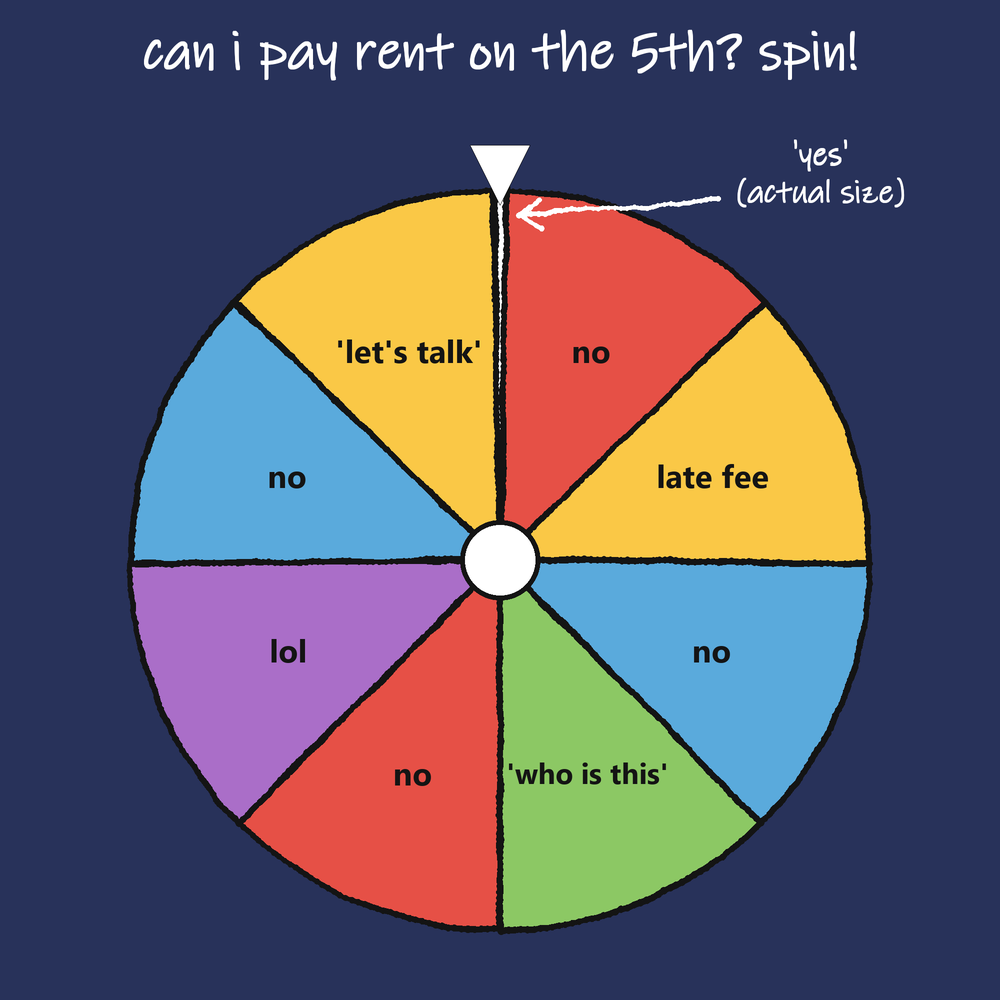 can i pay rent on the 5th? spin!
'yes'
(actual size)
'let's talk'
no
no
late fee
lol
no
no
'who is this'